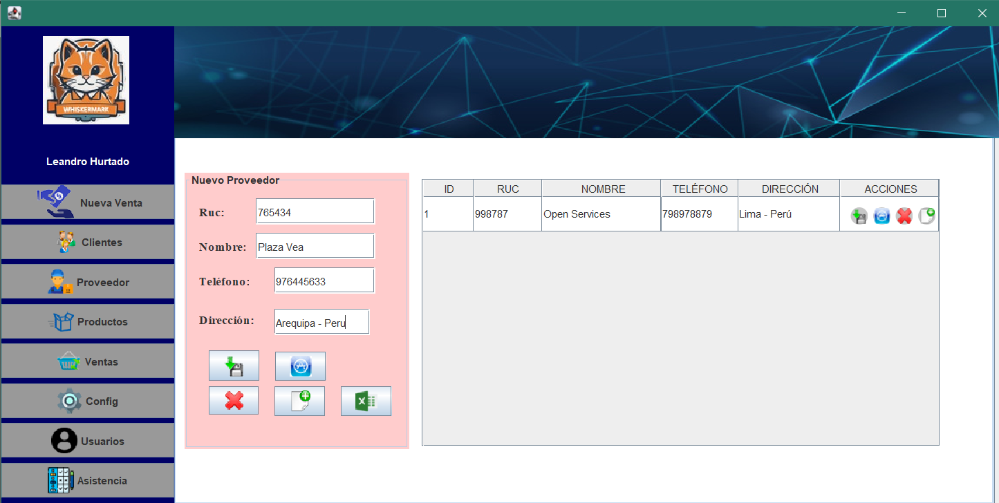 WHISKERMARK
Leandro Hurtado
Nueva Venta
Clientes
Proveedor
Productos
Ventas
Config
Usuarios
Asistencia
Nuevo Proveedor
Ruc: 765434
Nombre: Plaza Vea
Teléfono: 976445633
Dirección: Arequipa - Peru
ID RUC NOMBRE TELÉFONO DIRECCIÓN ACCIONES
1 998787 Open Services 798978879 Lima - Perú